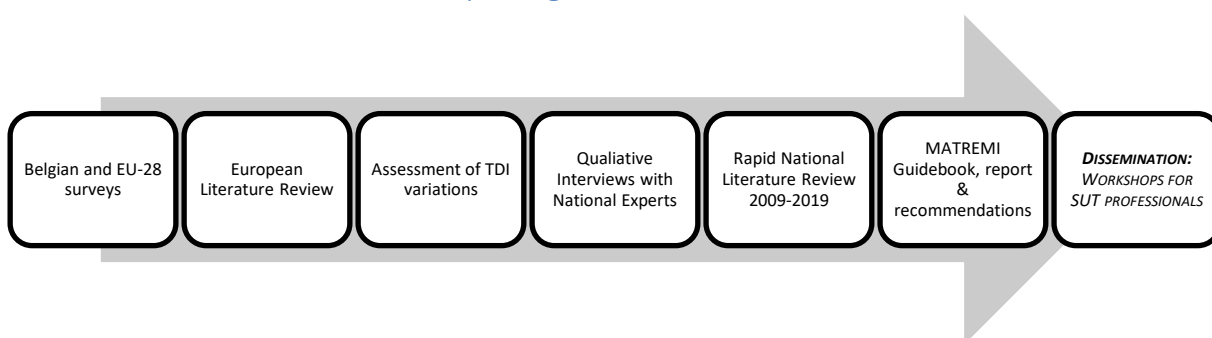 Belgian and EU-28
surveys
European
Literature Review
Assessment of TDI
variations
Qualiative
Interviews with
National Experts
Rapid National
Literature Review
2009-2019
MATREMI
Guidebook, report
&
recommendations
DISSEMINATION:
WORKSHOPS FOR
SUT PROFESSIONALS